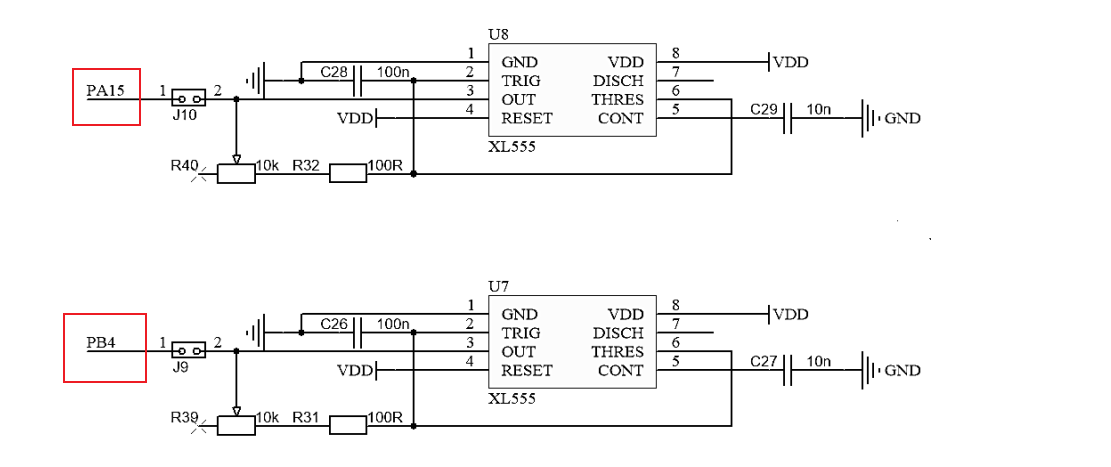 U8
1 GND VDD 8 VDD
C28 100n 2 TRIG DISCH 7
PA15 1 2 3 OUT THRES 6
J10 VDD 4 RESET CONT 5 C29 10n GND
XL555
R40 10k R32 100R
U7
1 GND VDD 8 VDD
C26 100n 2 TRIG DISCH 7
PB4 1 2 3 OUT THRES 6
J9 VDD 4 RESET CONT 5 C27 10n GND
XL555
R39 10k R31 100R